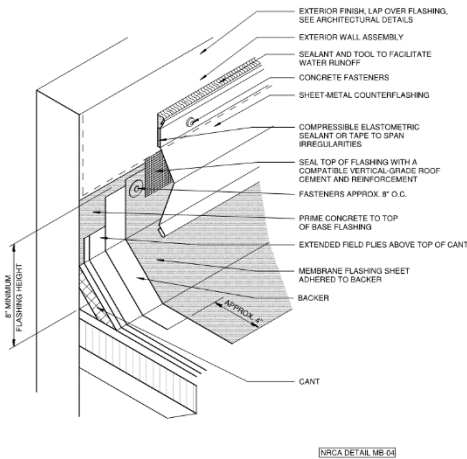 EXTERIOR FINISH, LAP OVER FLASHING,
SEE ARCHITECTURAL DETAILS
EXTERIOR WALL ASSEMBLY
SEALANT AND TOOL TO FACILITATE
WATER RUNOFF
CONCRETE FASTENERS
SHEET-METAL COUNTERFLASHING
COMPRESSIBLE ELASTOMETRIC
SEALANT OR TAPE TO SPAN
IRREGULARITIES
SEAL TOP OF FLASHING WITH A
COMPATIBLE VERTICAL-GRADE ROOF
CEMENT AND REINFORCEMENT
FASTENERS APPROX. 8" O.C.
PRIME CONCRETE TO TOP
OF BASE FLASHING
EXTENDED FIELD PLIES ABOVE TOP OF CANT
MEMBRANE FLASHING SHEET
ADHERED TO BACKER
BACKER
CANT
8" MINIMUM
FLASHING HEIGHT
APPROX. 4"
NRCA DETAIL MB-04